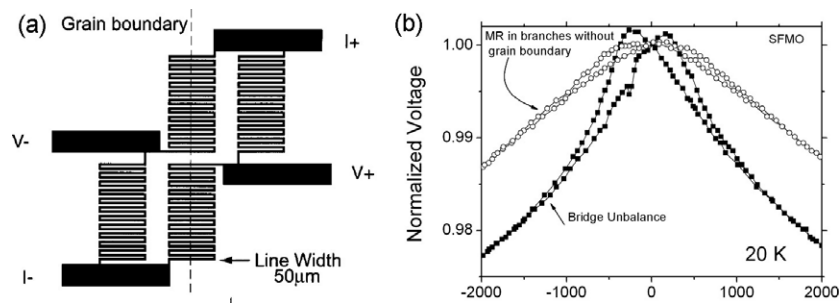 (a)
Grain boundary
I+
V-
V+
I-
Line Width
50μm
(b)
Normalized Voltage
1.00
0.99
0.98
MR in branches without
grain boundary
SFMO
Bridge Unbalance
20 K
-2000 -1000 0 1000 2000